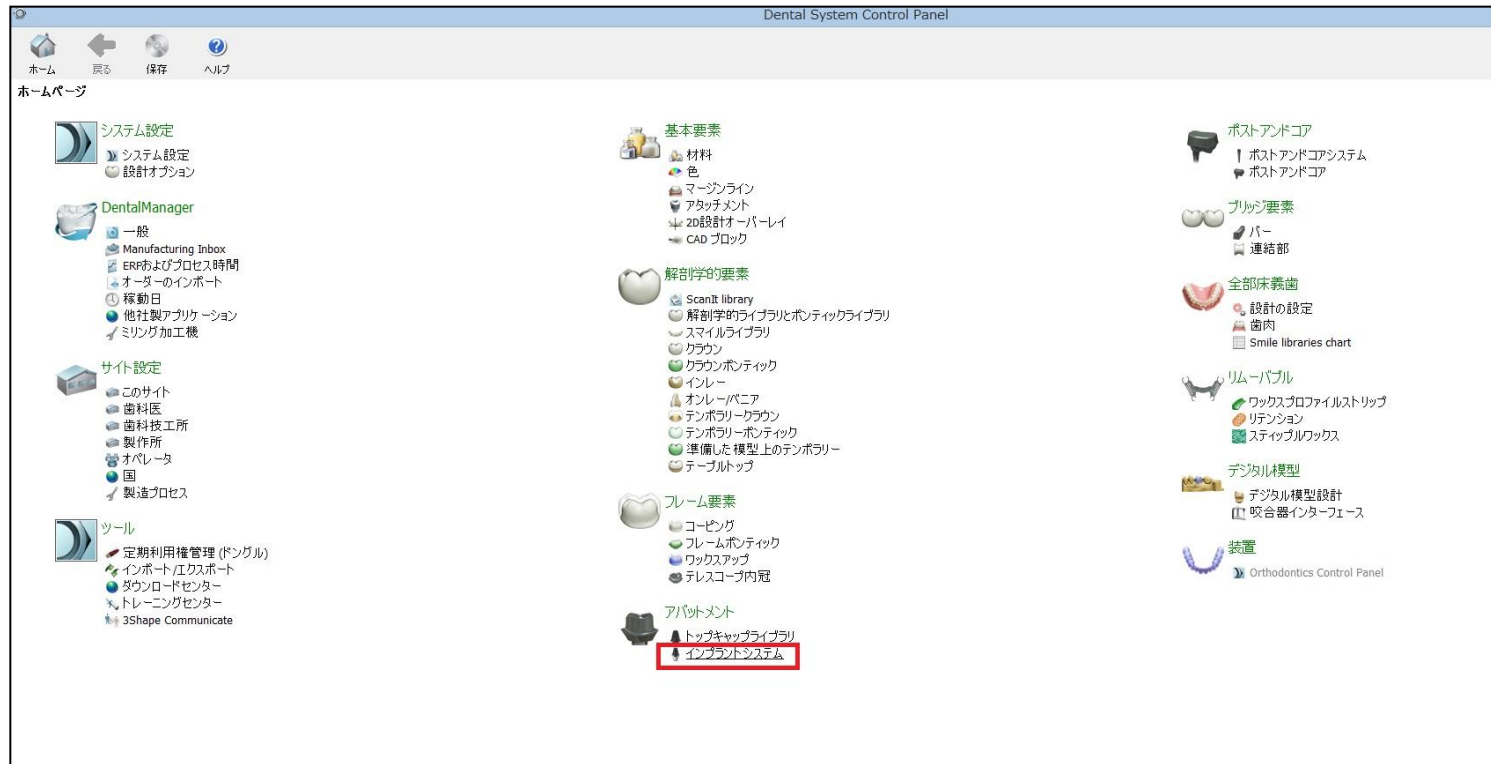 Dental System Control Panel
ホーム 戻る 保存 ヘルプ
ホームページ
システム設定
システム設定
設計オプション
DentalManager
一般
Manufacturing Inbox
ERPおよびプロセス時間
オーダーのインポート
稼動日
他社製アプリケーション
ミリング加工機
サイト設定
このサイト
歯科医
歯科技工所
製作所
オペレータ
国
製造プロセス
ツール
定期利用権管理 (ドングル)
インポート/エクスポート
ダウンロードセンター
トレーニングセンター
3Shape Communicate
基本要素
材料
色
マージンライン
アタッチメント
2D設計オーバーレイ
CAD ブロック
解剖学的要素
ScanIt library
解剖学的ライブラリとポンティックライブラリ
スマイルライブラリ
クラウン
クラウンポンティック
インレー
オンレー/ベニア
テンポラリークラウン
テンポラリーポンティック
準備した模型上のテンポラリー
テーブルトップ
フレーム要素
コーピング
フレームポンティック
ワックスアップ
テレスコープ内冠
アバットメント
トップキャップライブラリ
インプラントシステム
ポストアンドコア
ポストアンドコアシステム
ポストアンドコア
ブリッジ要素
バー
連結部
全部床義歯
設計の設定
歯肉
Smile libraries chart
リムーバブル
ワックスプロファイルストリップ
リテンション
スティップルワックス
デジタル模型
デジタル模型設計
咬合器インターフェース
装置
Orthodontics Control Panel